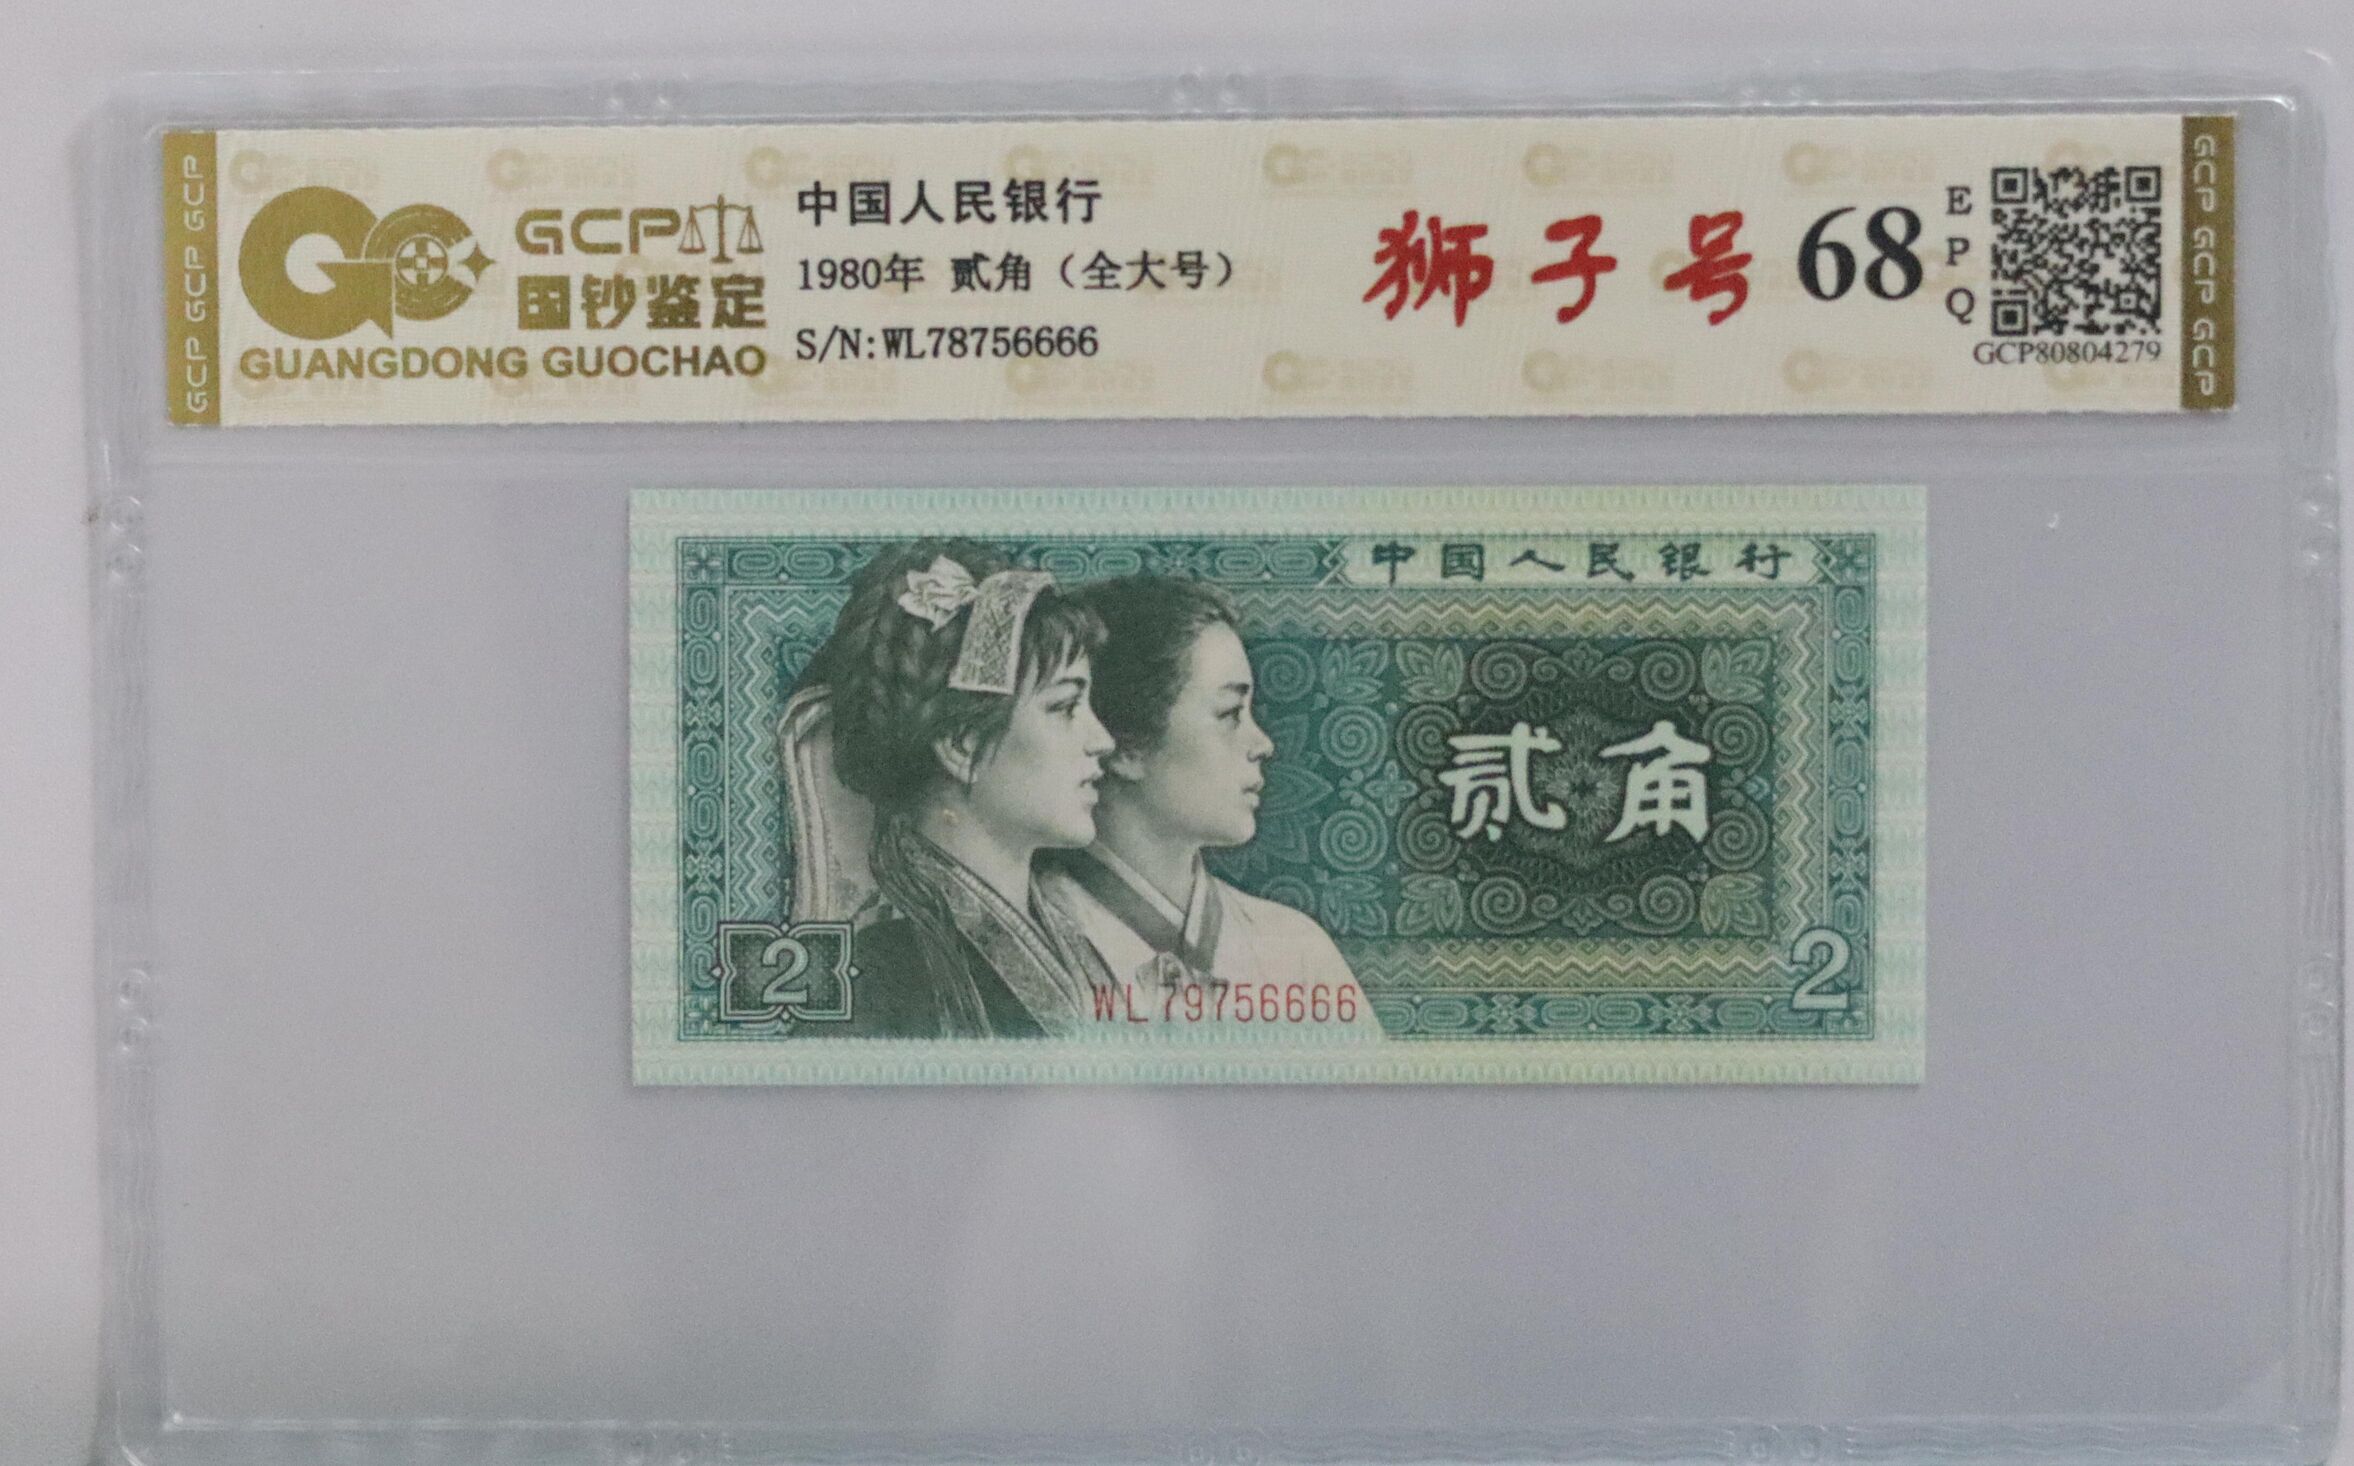 GCP GCP GCP
GCP
国钞鉴定
GUANGDONG GUOCHAO
中国人民银行
1980年 贰角（全大号）
S/N:WL78756666
狮子号 68
EPQ
GCP80804279
GCP GCP GCP
中国人民银行
贰角
2
WL79756666
2